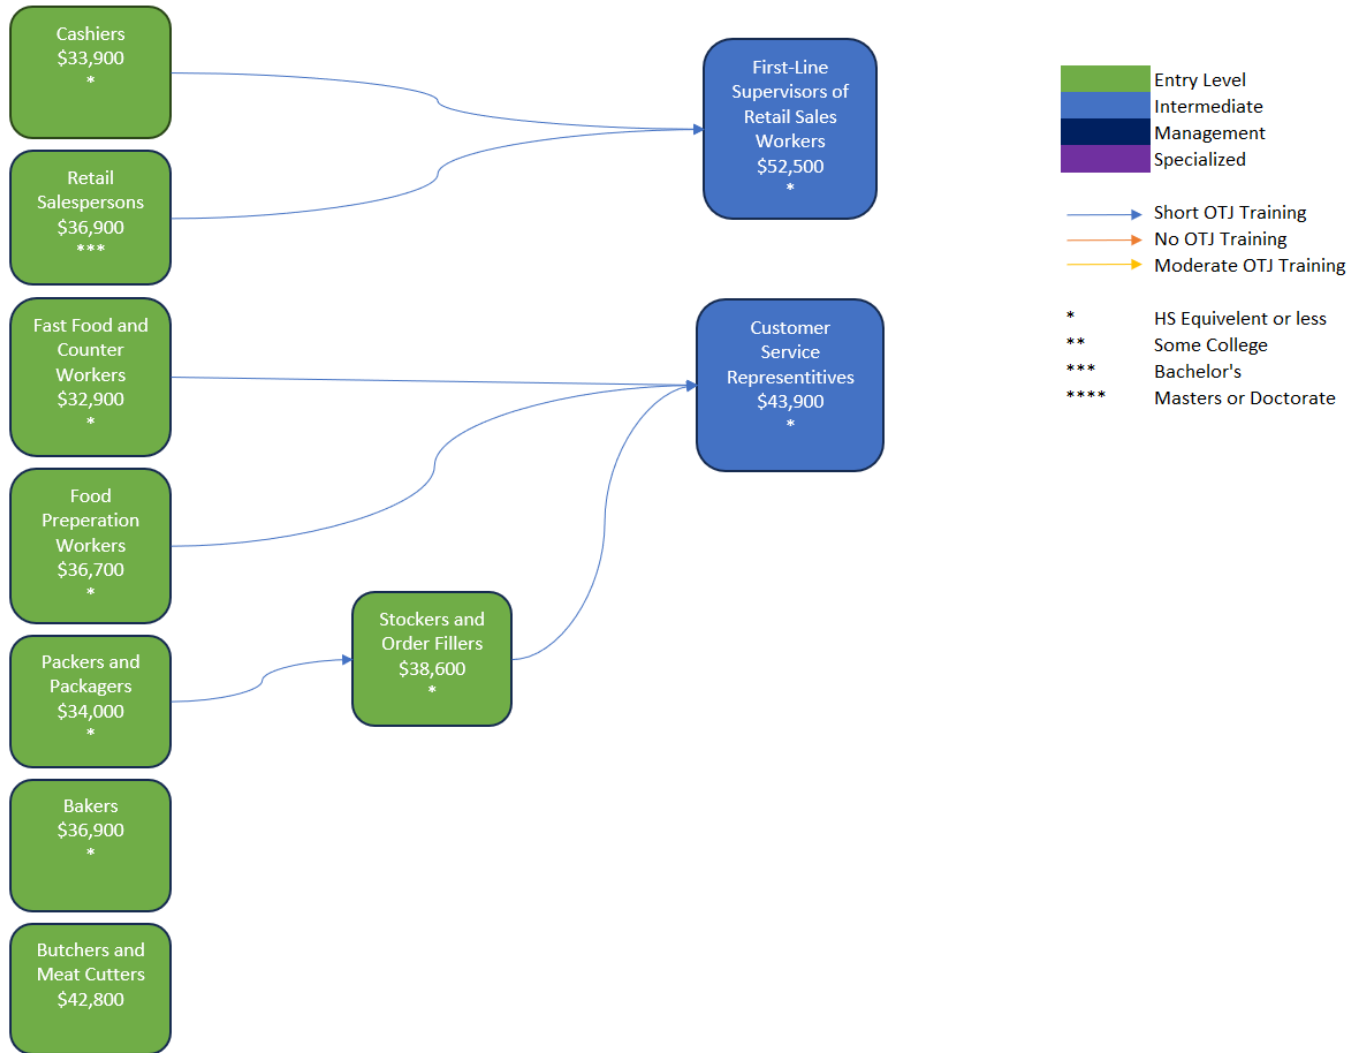 Cashiers
$33,900
*
Retail
Salespersons
$36,900
***
Fast Food and
Counter
Workers
$32,900
*
Food
Preperation
Workers
$36,700
*
Packers and
Packagers
$34,000
*
Bakers
$36,900
*
Butchers and
Meat Cutters
$42,800
Stockers and
Order Fillers
$38,600
*
First-Line
Supervisors of
Retail Sales
Workers
$52,500
*
Customer
Service
Representitives
$43,900
*
Entry Level
Intermediate
Management
Specialized
Short OTJ Training
No OTJ Training
Moderate OTJ Training
* HS Equivelent or less
** Some College
*** Bachelor's
**** Masters or Doctorate